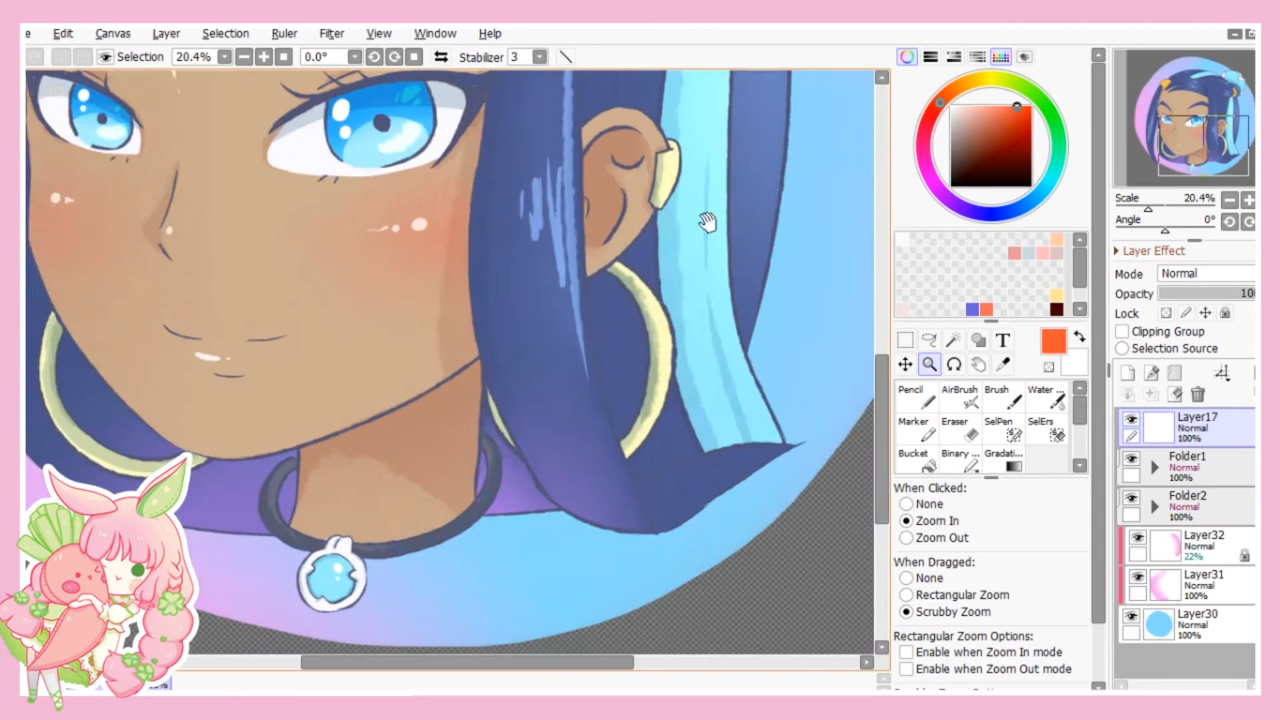 e Edit Canvas Layer Selection Ruler Filter View Window Help
Selection 20.4% 0.0° Stabilizer 3
Scale 20.4%
Angle 0°
Layer Effect
Mode Normal
Opacity 10
Lock
Clipping Group
Selection Source
T
Pencil AirBrush Brush Water ...
Marker Eraser SelPen SelErs
Bucket Binary ... Gradati...
When Clicked:
None
Zoom In
Zoom Out
When Dragged:
None
Rectangular Zoom
Scrubby Zoom
Rectangular Zoom Options:
Enable when Zoom In mode
Enable when Zoom Out mode
Layer17
Normal
100%
Folder1
Normal
100%
Folder2
Normal
100%
Layer32
Normal
22%
Layer31
Normal
100%
Layer30
Normal
100%